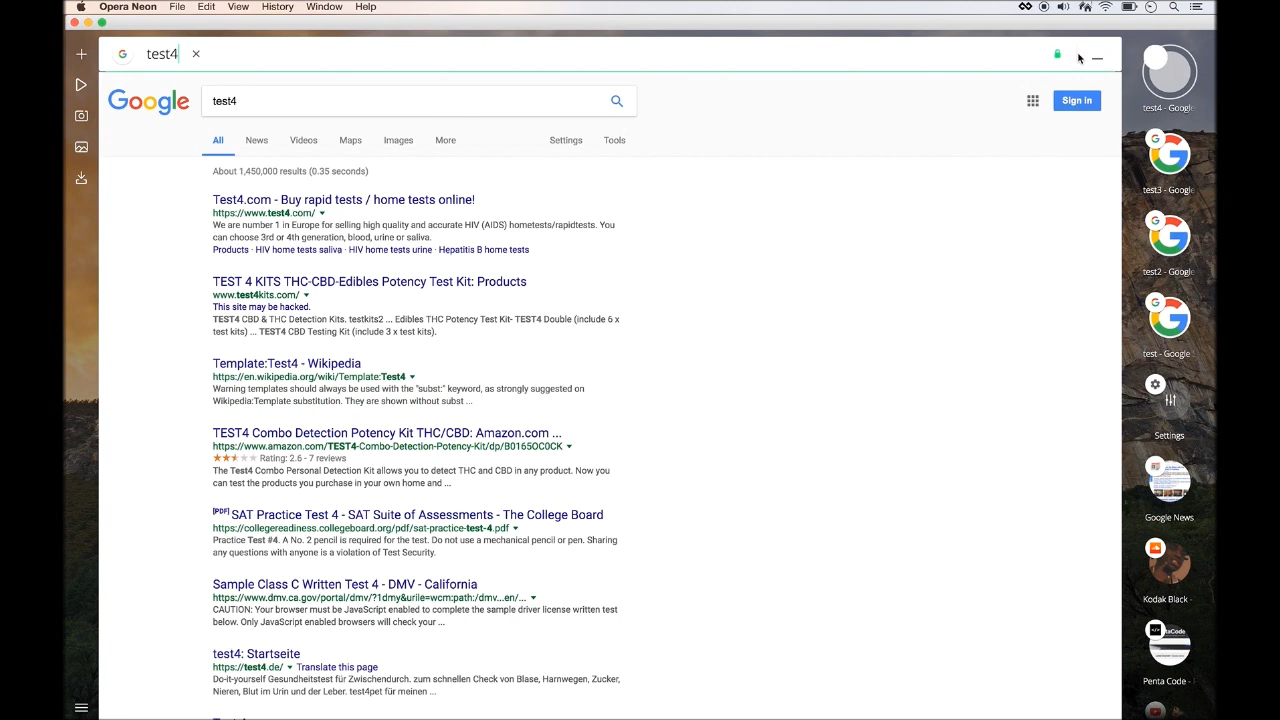 Opera Neon File Edit View History Window Help
test4
Google
test4
Sign in
All News Videos Maps Images More Settings Tools
About 1,450,000 results (0.35 seconds)
Test4.com - Buy rapid tests / home tests online!
https://www.test4.com/
We are number 1 in Europe for selling high quality and accurate HIV (AIDS) hometests/rapidtests. You
can choose 3rd or 4th generation, blood, urine or saliva.
Products · HIV home tests saliva · HIV home tests urine · Hepatitis B home tests
TEST 4 KITS THC-CBD-Edibles Potency Test Kit: Products
www.test4kits.com/
This site may be hacked.
TEST4 CBD & THC Detection Kits. testkits2 ... Edibles THC Potency Test Kit- TEST4 Double (include 6 x
test kits) ... TEST4 CBD Testing Kit (include 3 x test kits).
Template:Test4 - Wikipedia
https://en.wikipedia.org/wiki/Template:Test4
Warning templates should always be used with the "subst:" keyword, as strongly suggested on
Wikipedia:Template substitution. They are shown without subst ...
TEST4 Combo Detection Potency Kit THC/CBD: Amazon.com ...
https://www.amazon.com/TEST4-Combo-Detection-Potency-Kit/dp/B0165OC0CK
Rating: 2.6 - 7 reviews
The Test4 Combo Personal Detection Kit allows you to detect THC and CBD in any product. Now you
can test the products you purchase in your own home and ...
[PDF] SAT Practice Test 4 - SAT Suite of Assessments - The College Board
https://collegereadiness.collegeboard.org/pdf/sat-practice-test-4.pdf
Practice Test #4. A No. 2 pencil is required for the test. Do not use a mechanical pencil or pen. Sharing
any questions with anyone is a violation of Test Security.
Sample Class C Written Test 4 - DMV - California
https://www.dmv.ca.gov/portal/dmv/?1dmy&urile=wcm:path:/dmv...en/...
CAUTION: Your browser must be JavaScript enabled to complete the sample driver license written test
below. Only JavaScript enabled browsers will check your ...
test4: Startseite
https://test4.de/ Translate this page
Do-it-yourself Gesundheitstest für Zwischendurch. zum schnellen Check von Blase, Harnwegen, Zucker,
Nieren, Blut im Urin und der Leber. test4pet für meinen ...
test4 - Google
test3 - Google
test2 - Google
test - Google
Settings
Google News
Kodak Black -
Penta Code -